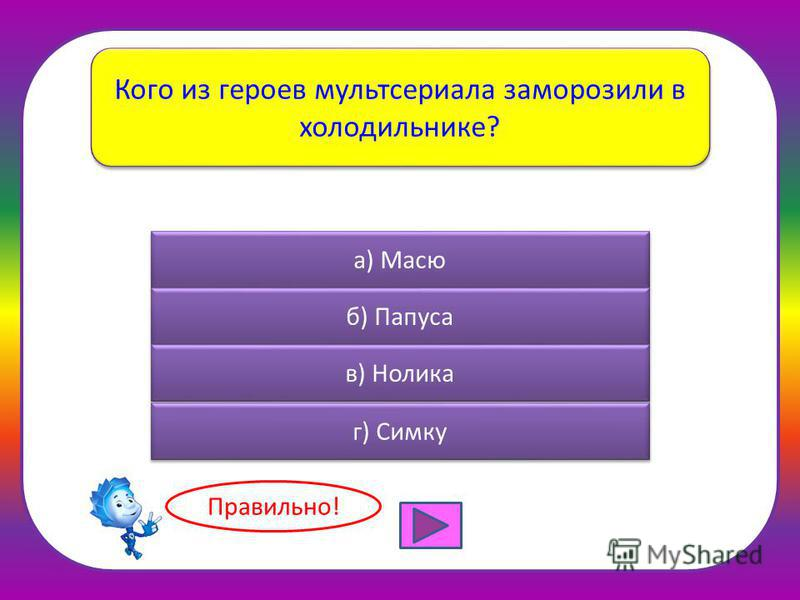 Кого из героев мультсериала заморозили в
холодильнике?
а) Масю
б) Папуса
в) Нолика
г) Симку
Правильно!
MyShared